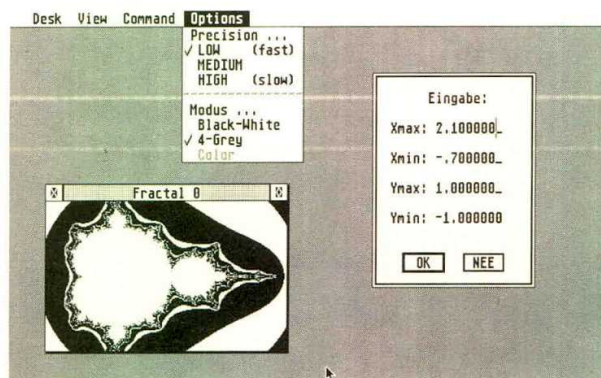 Desk View Command Options
Precision ...
✓ LOW (fast)
MEDIUM
HIGH (slow)
Modus ...
Black-White
✓ 4-Grey
Color
Fractal 0
Eingabe:
Xmax: 2.100000_
Xmin: -.700000_
Ymax: 1.000000_
Ymin: -1.000000
OK NEE